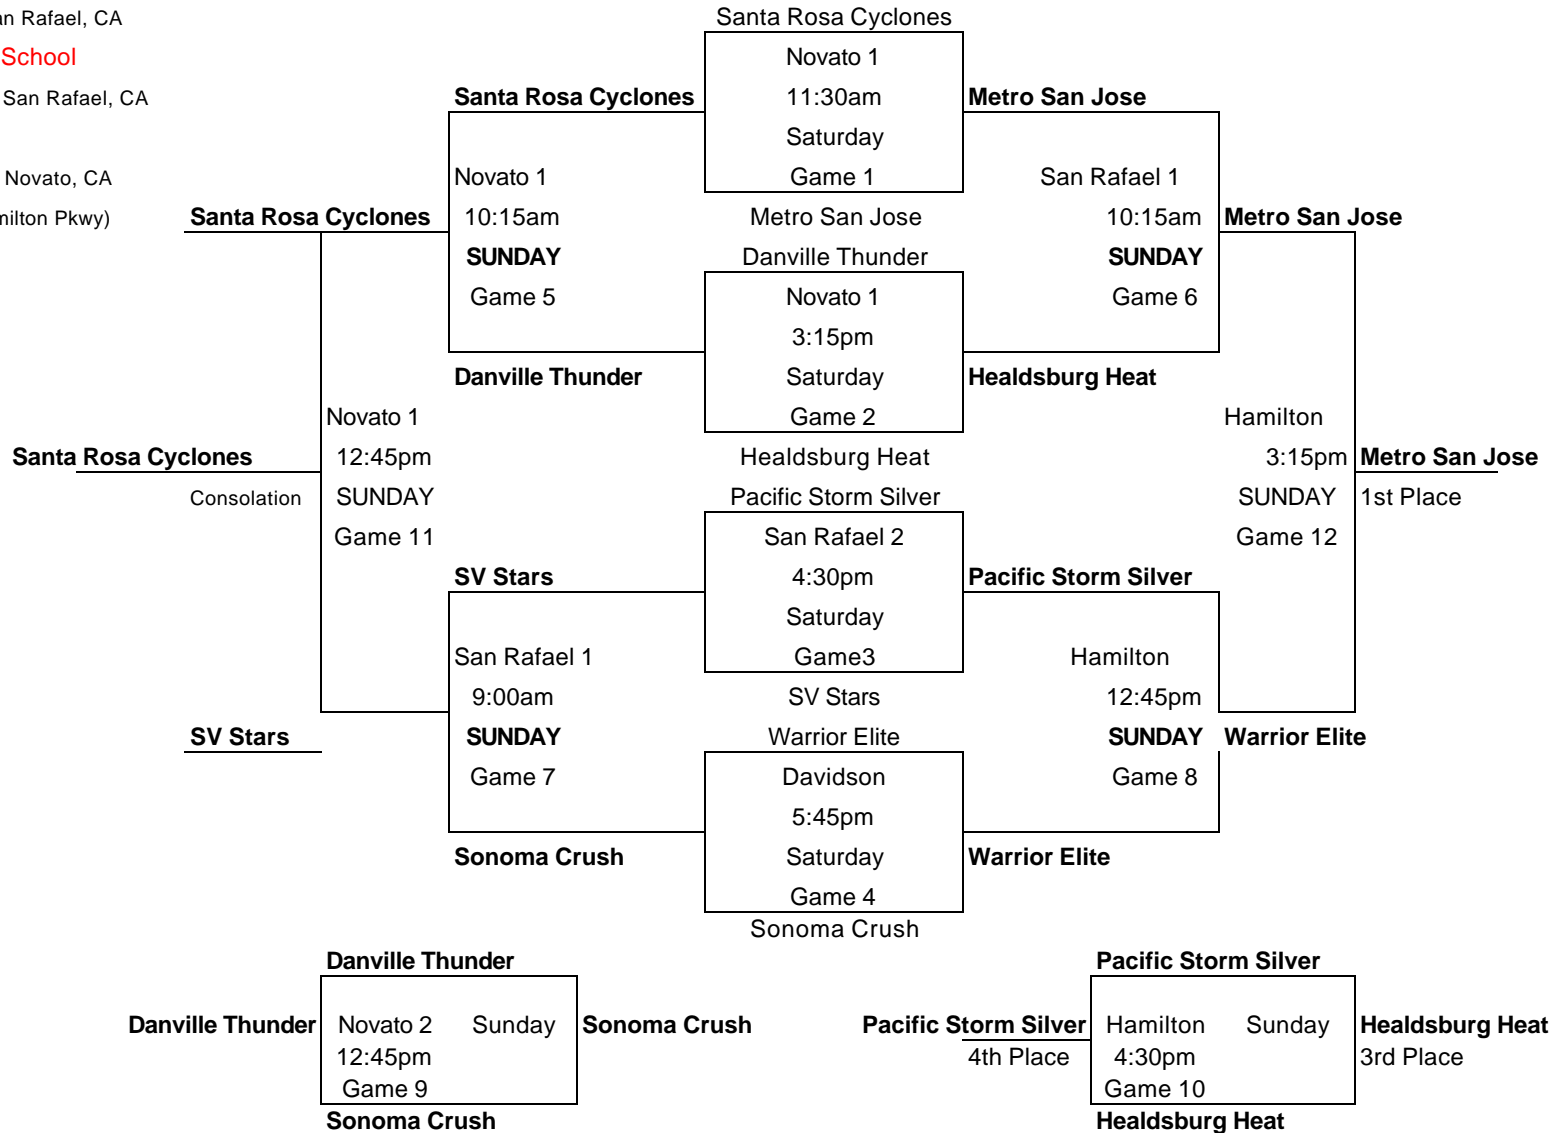 an Rafael, CA
Santa Rosa Cyclones
School
Novato 1
San Rafael, CA
Santa Rosa Cyclones
11:30am
Metro San Jose
Saturday
Novato, CA
Novato 1
Game 1
San Rafael 1
milton Pkwy)
Santa Rosa Cyclones
10:15am
Metro San Jose
10:15am
Metro San Jose
SUNDAY
Danville Thunder
SUNDAY
Game 5
Novato 1
Game 6
3:15pm
Danville Thunder
Saturday
Healdsburg Heat
Novato 1
Game 2
Hamilton
Santa Rosa Cyclones
12:45pm
Healdsburg Heat
3:15pm
Metro San Jose
Consolation
SUNDAY
Pacific Storm Silver
SUNDAY
1st Place
Game 11
San Rafael 2
Game 12
SV Stars
4:30pm
Pacific Storm Silver
Saturday
San Rafael 1
Game3
Hamilton
9:00am
SV Stars
12:45pm
SV Stars
SUNDAY
Warrior Elite
SUNDAY
Warrior Elite
Game 7
Davidson
Game 8
5:45pm
Sonoma Crush
Saturday
Warrior Elite
Game 4
Sonoma Crush
Danville Thunder
Pacific Storm Silver
Danville Thunder
Novato 2
Sunday
Sonoma Crush
Pacific Storm Silver
Hamilton
Sunday
Healdsburg Heat
12:45pm
4th Place
4:30pm
3rd Place
Game 9
Game 10
Sonoma Crush
Healdsburg Heat